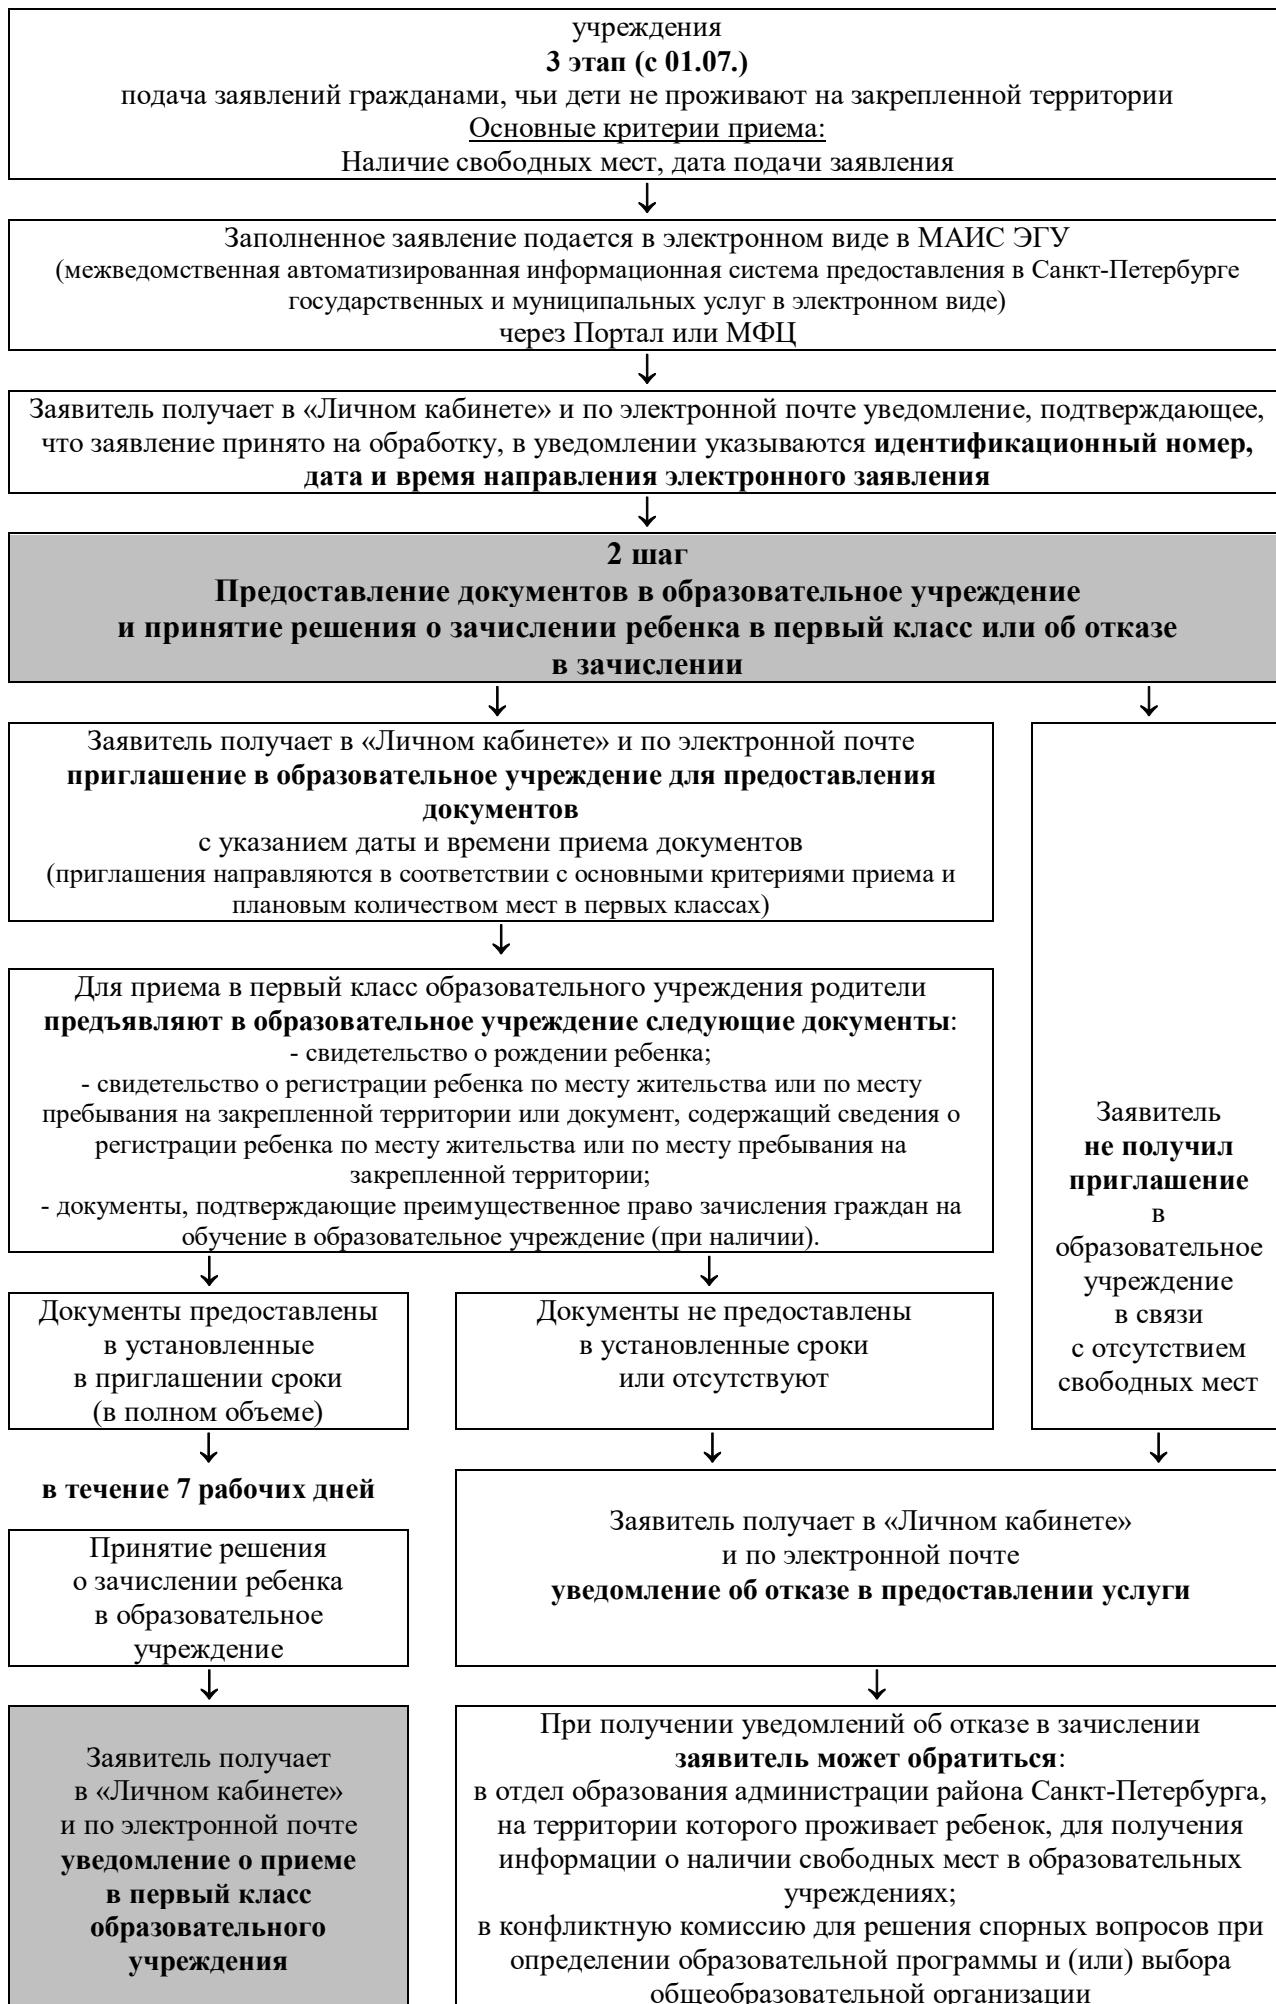 учреждения
3 этап (с 01.07.)
подача заявлений гражданами, чьи дети не проживают на закрепленной территории
Основные критерии приема:
Наличие свободных мест, дата подачи заявления
↓
Заполненное заявление подается в электронном виде в МАИС ЭГУ
(межведомственная автоматизированная информационная система предоставления в Санкт-Петербурге
государственных и муниципальных услуг в электронном виде)
через Портал или МФЦ
↓
Заявитель получает в «Личном кабинете» и по электронной почте уведомление, подтверждающее,
что заявление принято на обработку, в уведомлении указываются идентификационный номер,
дата и время направления электронного заявления
↓
2 шаг
Предоставление документов в образовательное учреждение
и принятие решения о зачислении ребенка в первый класс или об отказе
в зачислении
↓
↓
Заявитель получает в «Личном кабинете» и по электронной почте
приглашение в образовательное учреждение для предоставления
документов
с указанием даты и времени приема документов
(приглашения направляются в соответствии с основными критериями приема и
плановым количеством мест в первых классах)
↓
Для приема в первый класс образовательного учреждения родители
предъявляют в образовательное учреждение следующие документы:
- свидетельство о рождении ребенка;
- свидетельство о регистрации ребенка по месту жительства или по месту
пребывания на закрепленной территории или документ, содержащий сведения о
регистрации ребенка по месту жительства или по месту пребывания на
закрепленной территории;
- документы, подтверждающие преимущественное право зачисления граждан на
обучение в образовательное учреждение (при наличии).
Заявитель
не получил
приглашение
в
образовательное
учреждение
в связи
с отсутствием
свободных мест
↓
↓
Документы предоставлены
в установленные
в приглашении сроки
(в полном объеме)
Документы не предоставлены
в установленные сроки
или отсутствуют
↓
↓
↓
в течение 7 рабочих дней
Принятие решения
о зачислении ребенка
в образовательное
учреждение
Заявитель получает в «Личном кабинете»
и по электронной почте
уведомление об отказе в предоставлении услуги
↓
↓
Заявитель получает
в «Личном кабинете»
и по электронной почте
уведомление о приеме
в первый класс
образовательного
учреждения
При получении уведомлений об отказе в зачислении
заявитель может обратиться:
в отдел образования администрации района Санкт-Петербурга,
на территории которого проживает ребенок, для получения
информации о наличии свободных мест в образовательных
учреждениях;
в конфликтную комиссию для решения спорных вопросов при
определении образовательной программы и (или) выбора
общеобразовательной организации